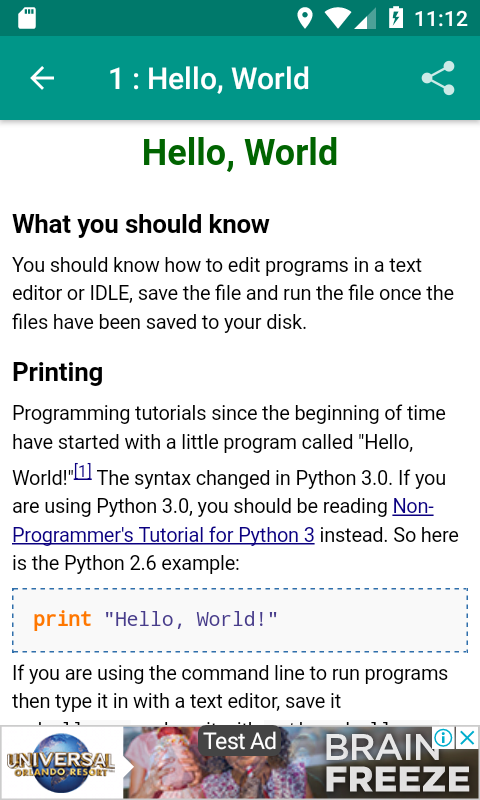 11:12
1 : Hello, World
Hello, World
What you should know
You should know how to edit programs in a text
editor or IDLE, save the file and run the file once the
files have been saved to your disk.
Printing
Programming tutorials since the beginning of time
have started with a little program called "Hello,
World!"[1] The syntax changed in Python 3.0. If you
are using Python 3.0, you should be reading Non-
Programmer's Tutorial for Python 3 instead. So here
is the Python 2.6 example:
print "Hello, World!"
If you are using the command line to run programs
then type it in with a text editor, save it
Test Ad
UNIVERSAL
ORLANDO RESORT
BRAIN
FREEZE